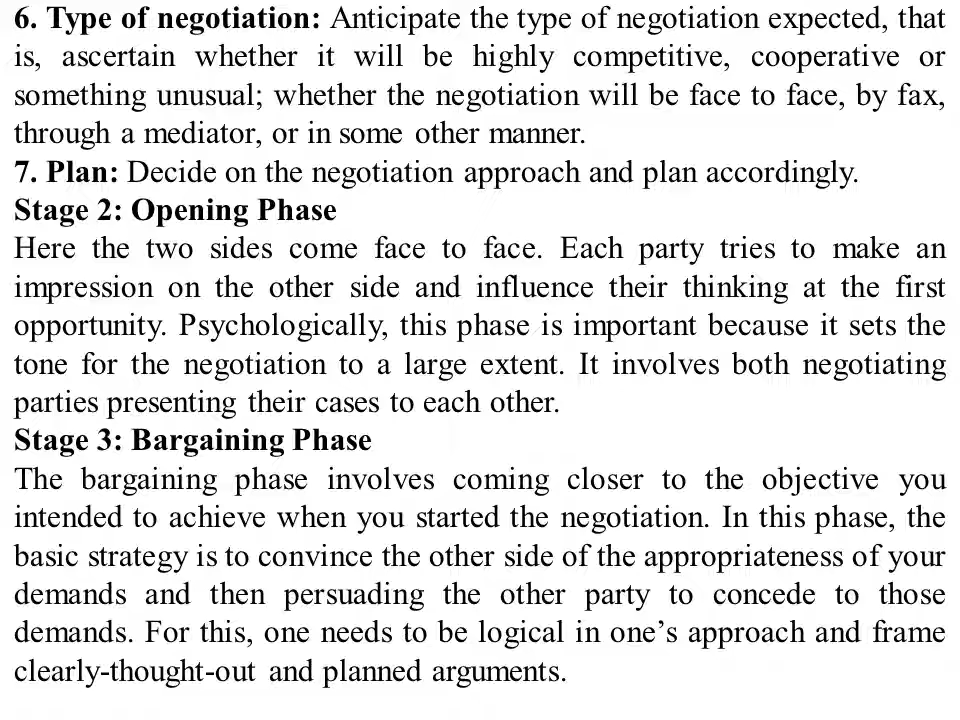 6. Type of negotiation: Anticipate the type of negotiation expected, that
is, ascertain whether it will be highly competitive, cooperative or
something unusual; whether the negotiation will be face to face, by fax,
through a mediator, or in some other manner.
7. Plan: Decide on the negotiation approach and plan accordingly.
Stage 2: Opening Phase
Here the two sides come face to face. Each party tries to make an
impression on the other side and influence their thinking at the first
opportunity. Psychologically, this phase is important because it sets the
tone for the negotiation to a large extent. It involves both negotiating
parties presenting their cases to each other.
Stage 3: Bargaining Phase
The bargaining phase involves coming closer to the objective you
intended to achieve when you started the negotiation. In this phase, the
basic strategy is to convince the other side of the appropriateness of your
demands and then persuading the other party to concede to those
demands. For this, one needs to be logical in one’s approach and frame
clearly-thought-out and planned arguments.